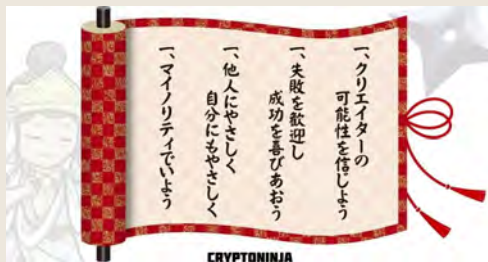 一、クリエイターの
可能性を信じよう
一、失敗を歓迎し
成功を喜びあおう
一、他人にやさしく
自分にもやさしく
一、マイノリティでいよう
CRYPTONINJA